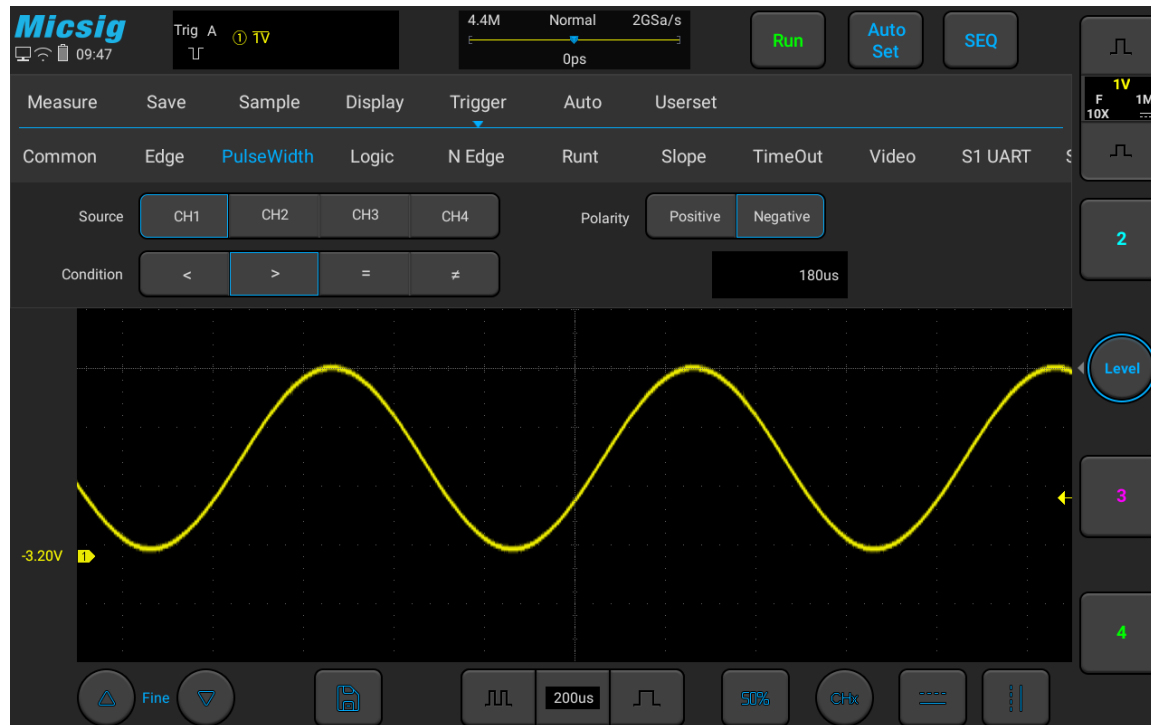 Micsig
09:47
Trig A ① 1V
4.4M Normal 2GSa/s
0ps
Run
Auto Set
SEQ
Measure Save Sample Display Trigger Auto Userset
Common Edge PulseWidth Logic N Edge Runt Slope TimeOut Video S1 UART
Source CH1 CH2 CH3 CH4 Polarity Positive Negative
Condition < > = ≠ 180us
1V
F 1M
10X
2
Level
3
4
-3.20V 1
Fine 200us 50% CHx